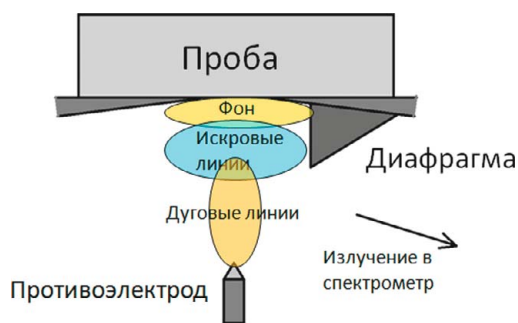 Проба
Фон
Искровые
линии
Диафрагма
Дуговые линии
Излучение в
спектрометр
Противоэлектрод